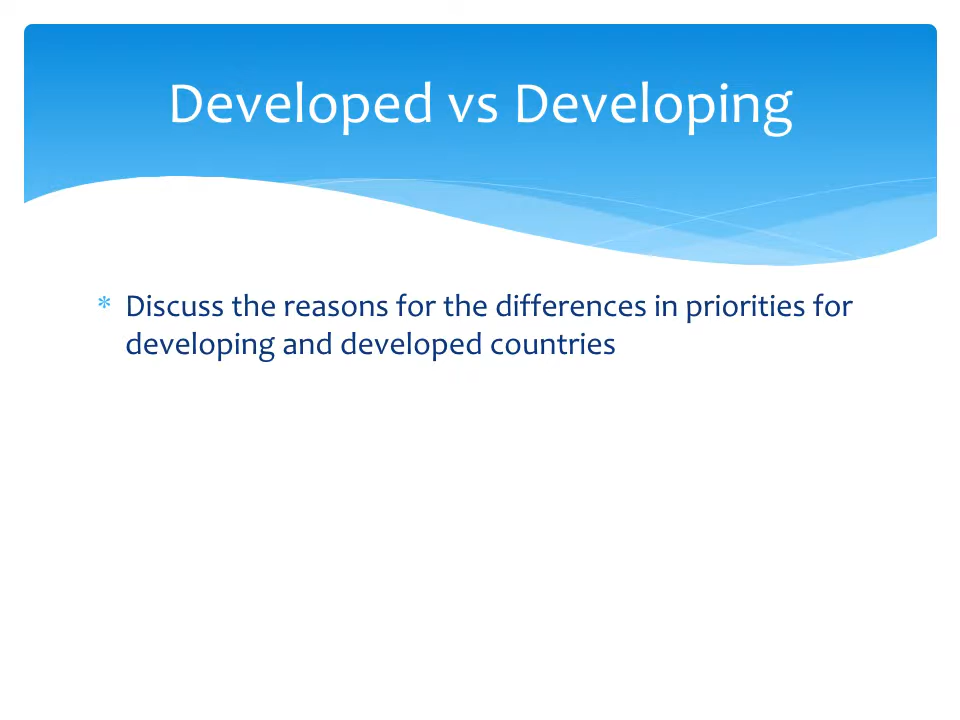 Developed vs Developing
* Discuss the reasons for the differences in priorities for
developing and developed countries